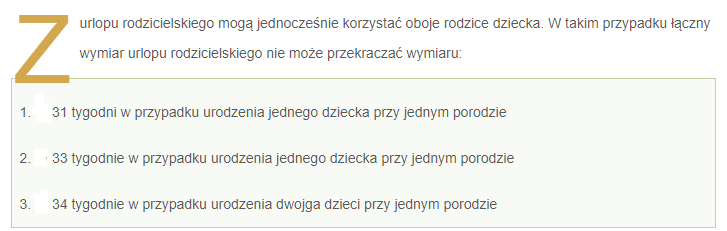 Z urlopu rodzicielskiego mogą jednocześnie korzystać oboje rodzice dziecka. W takim przypadku łączny
wymiar urlopu rodzicielskiego nie może przekraczać wymiaru:
1. 31 tygodni w przypadku urodzenia jednego dziecka przy jednym porodzie
2. 33 tygodnie w przypadku urodzenia jednego dziecka przy jednym porodzie
3. 34 tygodnie w przypadku urodzenia dwojga dzieci przy jednym porodzie